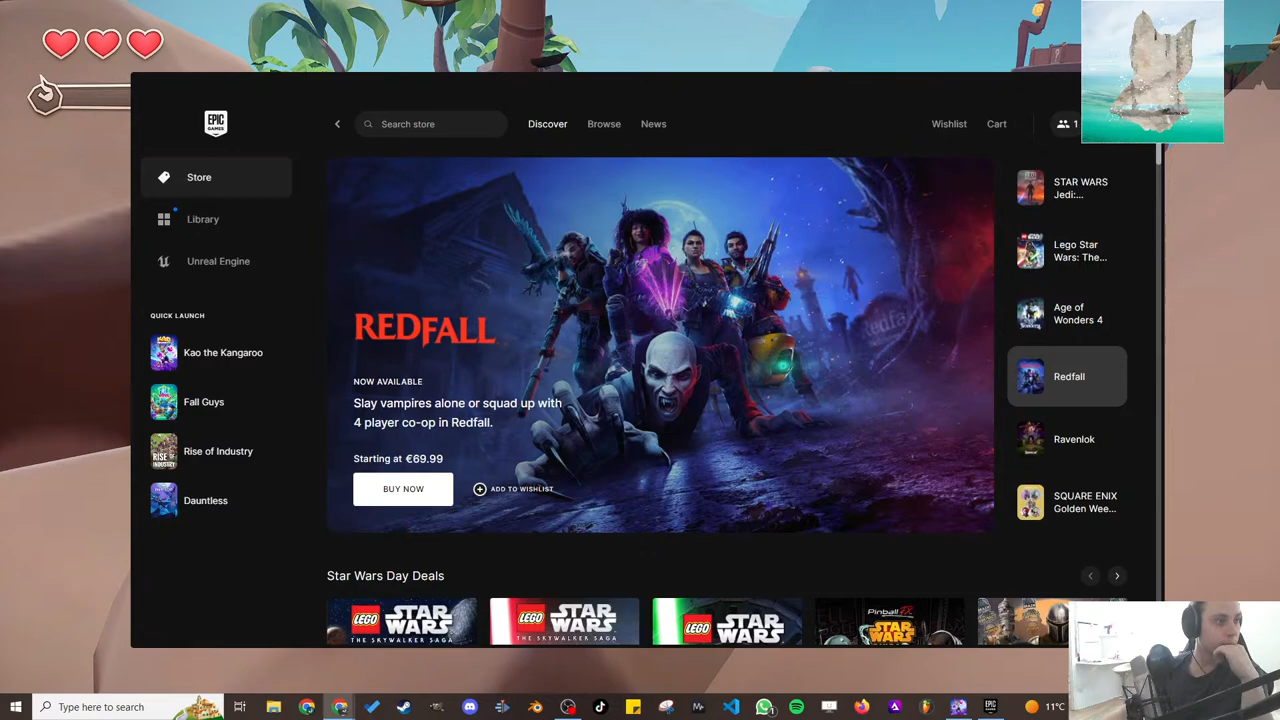 EPIC
GAMES
Search store
Discover
Browse
News
Wishlist
Cart
1
Store
Library
Unreal Engine
QUICK LAUNCH
Kao the Kangaroo
Fall Guys
Rise of Industry
Dauntless
REDFALL
NOW AVAILABLE
Slay vampires alone or squad up with
4 player co-op in Redfall.
Starting at €69.99
BUY NOW
ADD TO WISHLIST
STAR WARS
Jedi:...
Lego Star
Wars: The...
Age of
Wonders 4
Redfall
Ravenlok
SQUARE ENIX
Golden Wee...
Star Wars Day Deals
LEGO STAR WARS
THE SKYWALKER SAGA
LEGO STAR WARS
THE SKYWALKER SAGA
LEGO STAR WARS
Pinball FX
STAR WARS
Type here to search
11°C